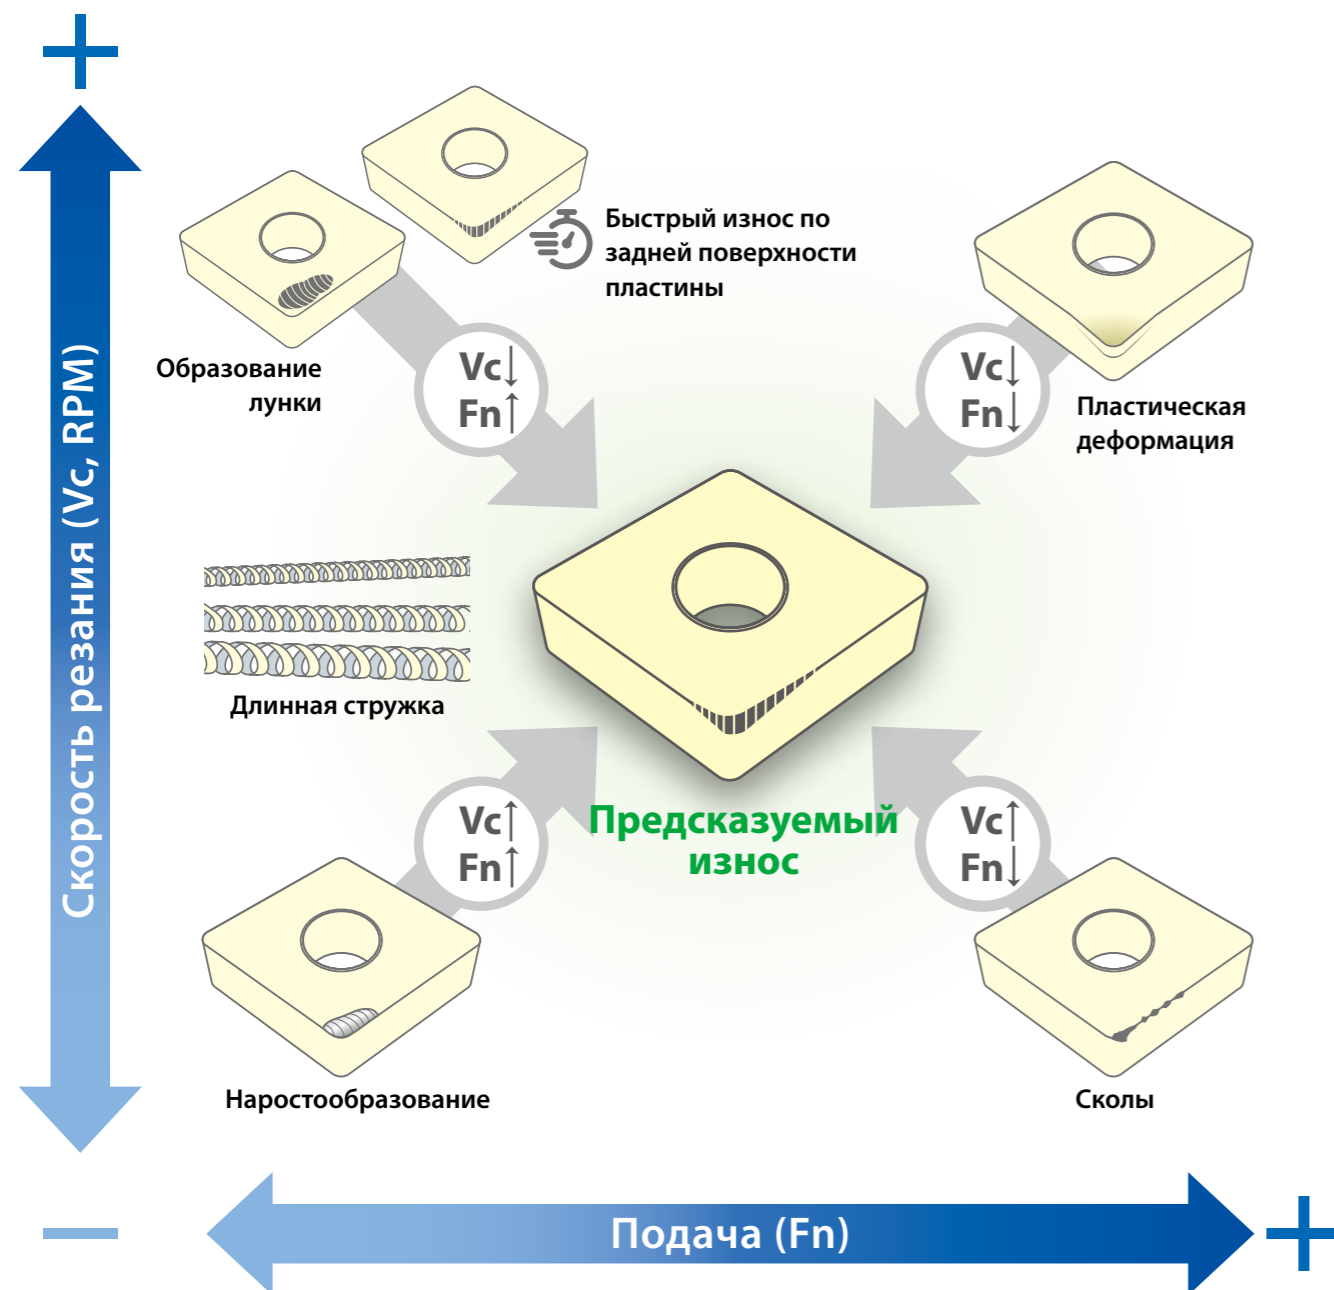 +
Быстрый износ по
задней поверхности
пластины
Образование
лунки
Vc↓
Fn↑
Vc↓
Fn↓
Пластическая
деформация
Скорость резания (Vc, RPM)
Длинная стружка
Vc↑
Fn↑
Предсказуемый
износ
Vc↑
Fn↓
Наростообразование
Сколы
—
Подача (Fn)
+